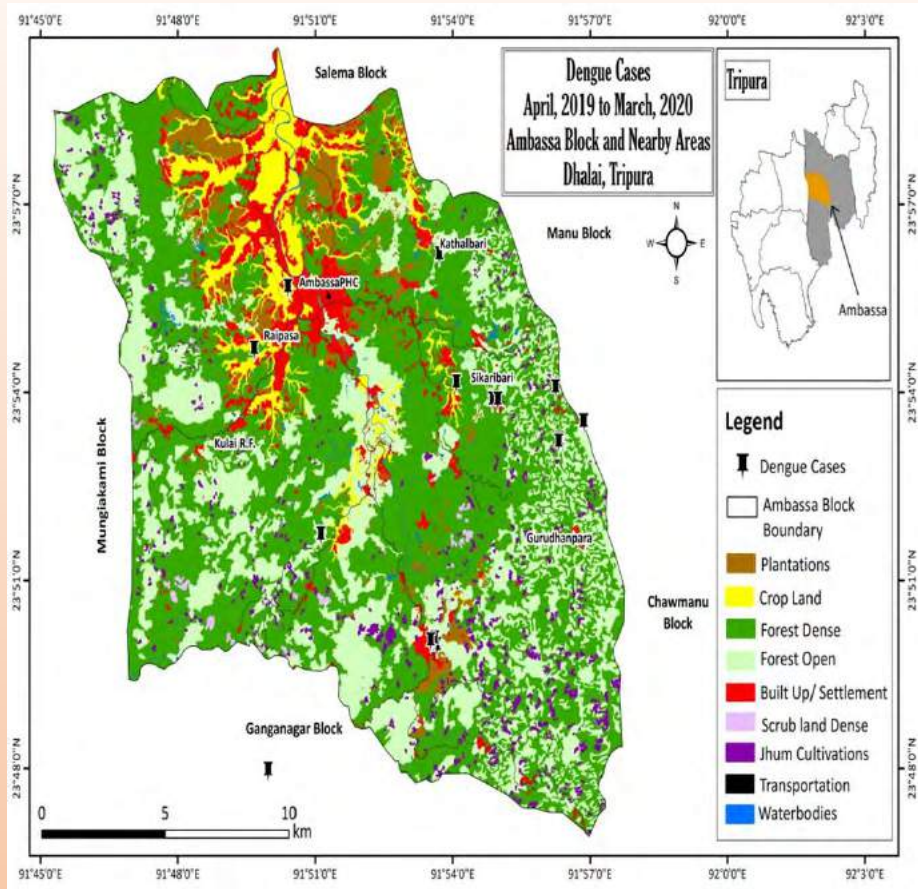 91°45'0"E 91°48'0"E 91°51'0"E 91°54'0"E 91°57'0"E 92°0'0"E 92°3'0"E
Dengue Cases
April, 2019 to March, 2020
Ambassa Block and Nearby Areas
Dhalai, Tripura
Tripura
Ambassa
Salema Block
Manu Block
N
W E
S
23°57'0"N
23°57'0"N
Kathalbari
AmbassaPHC
Raipasa
Sikaribari
23°54'0"N
23°54'0"N
Kulai R.F.
Mungiakami Block
Gurudhanpara
23°51'0"N
23°51'0"N
Chawmanu
Block
Ganganagar Block
23°48'0"N
23°48'0"N
0 5 10
km
Legend
Dengue Cases
Ambassa Block
Boundary
Plantations
Crop Land
Forest Dense
Forest Open
Built Up/ Settlement
Scrub land Dense
Jhum Cultivations
Transportation
Waterbodies
91°45'0"E 91°48'0"E 91°51'0"E 91°54'0"E 91°57'0"E 92°0'0"E 92°3'0"E